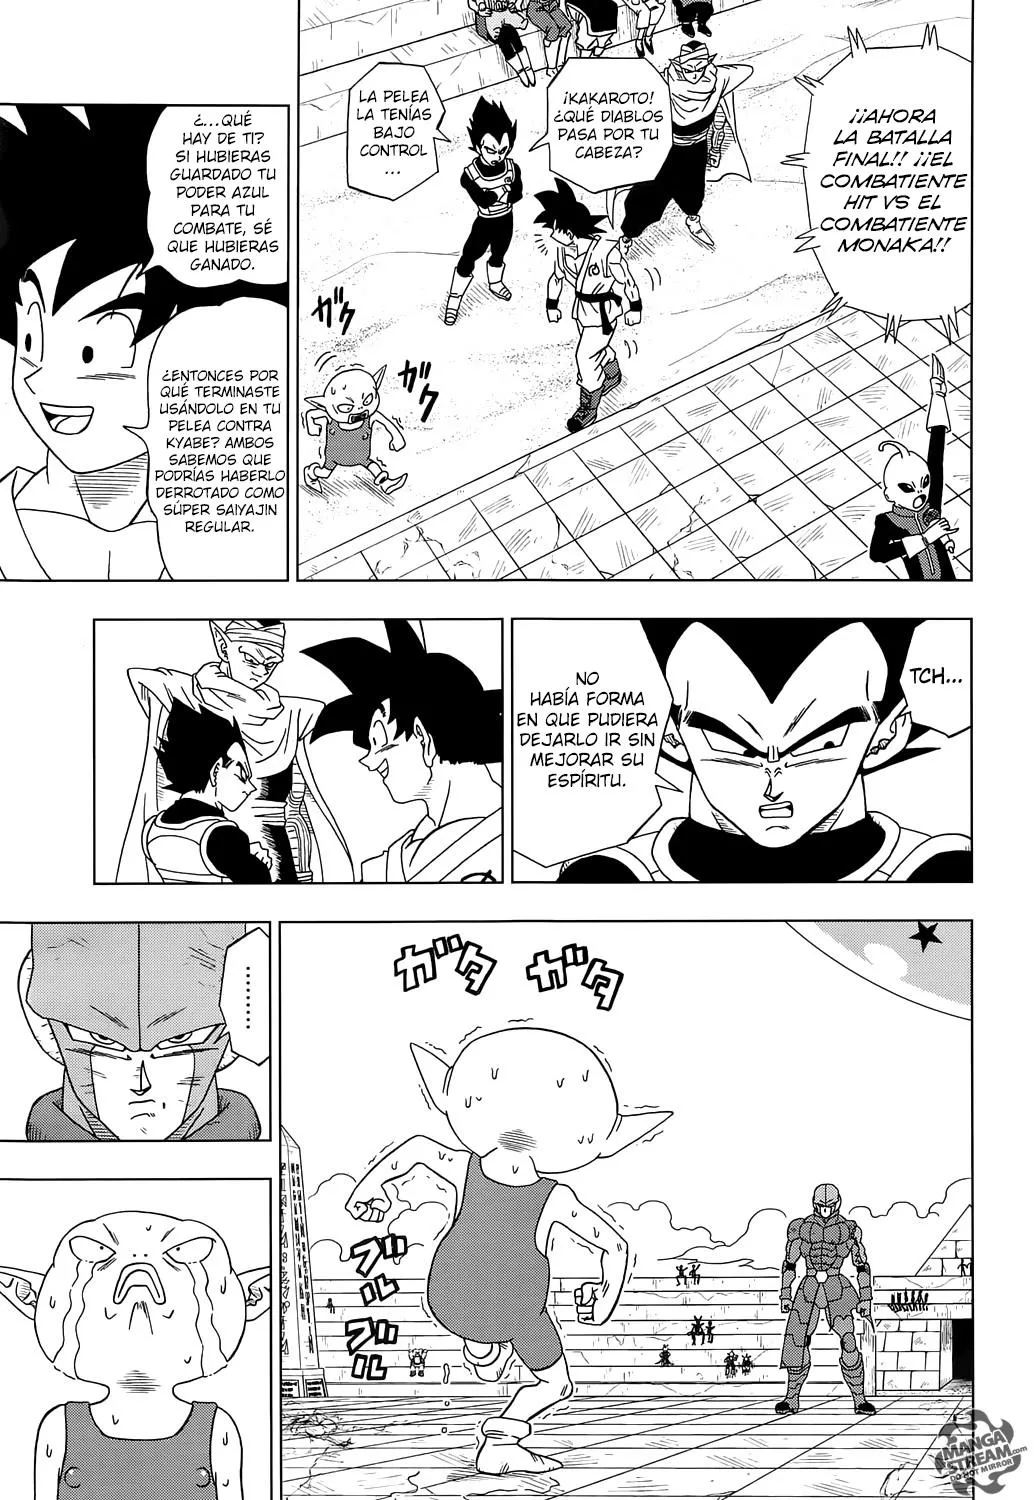 ¡¡AHORA
LA BATALLA
FINAL!! ¡¡EL
COMBATIENTE
HIT VS EL
COMBATIENTE
MONAKA!!
¡KAKAROTO!
¿QUÉ DIABLOS
PASA POR TU
CABEZA?
LA PELEA
LA TENÍAS
BAJO
CONTROL
...
ガク
ガク
¿...QUÉ
HAY DE TI?
SI HUBIERAS
GUARDADO TU
PODER AZUL
PARA TU
COMBATE, SÉ
QUE HUBIERAS
GANADO.
¿ENTONCES POR
QUÉ TERMINASTE
USÁNDOLO EN TU
PELEA CONTRA
KYABE? AMBOS
SABEMOS QUE
PODRÍAS HABERLO
DERROTADO COMO
SÚPER SAIYAJIN
REGULAR.
TCH...
NO
HABÍA FORMA
EN QUE PUDIERA
DEJARLO IR SIN
MEJORAR SU
ESPÍRITU.
ガタ
ガタ
ブル
ブル
.........
MANGA
STREAM.com
DO NOT MIRROR